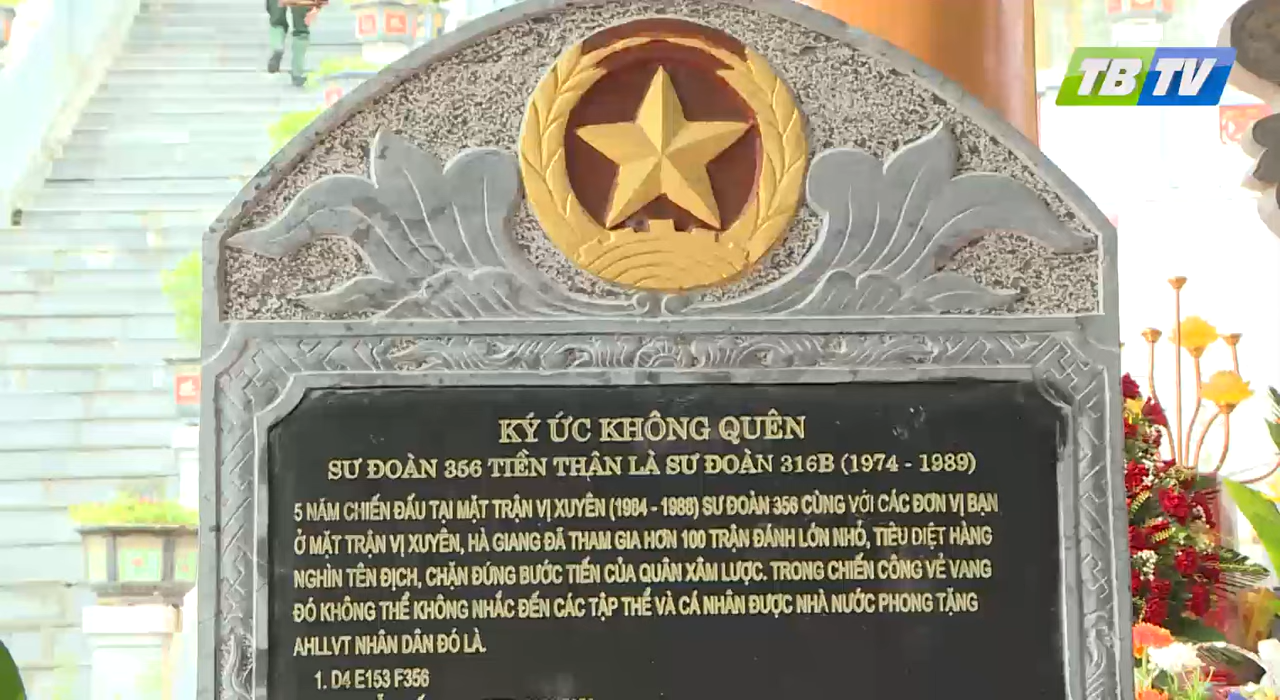 TBTV
KÝ ỨC KHÔNG QUÊN
SƯ ĐOÀN 356 TIỀN THÂN LÀ SƯ ĐOÀN 316B (1974 - 1989)
5 NĂM CHIẾN ĐẤU TẠI MẶT TRẬN VỊ XUYÊN (1984 - 1988) SƯ ĐOÀN 356 CÙNG VỚI CÁC ĐƠN VỊ BẠN
Ở MẶT TRẬN VỊ XUYÊN, HÀ GIANG ĐÃ THAM GIA HƠN 100 TRẬN ĐÁNH LỚN NHỎ, TIÊU DIỆT HÀNG
NGHÌN TÊN ĐỊCH, CHẶN ĐỨNG BƯỚC TIẾN CỦA QUÂN XÂM LƯỢC. TRONG CHIẾN CÔNG VẺ VANG
ĐÓ KHÔNG THỂ KHÔNG NHẮC ĐẾN CÁC TẬP THỂ VÀ CÁ NHÂN ĐƯỢC NHÀ NƯỚC PHONG TẶNG
AHLLVT NHÂN DÂN ĐÓ LÀ.
1. D4 E153 F356